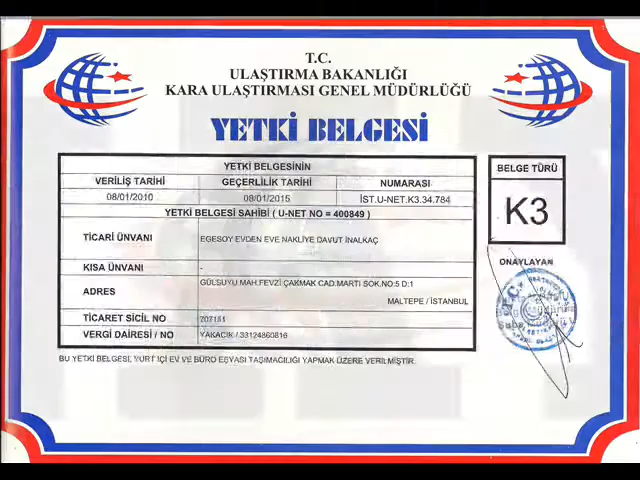 T.C.
ULAŞTIRMA BAKANLIĞI
KARA ULAŞTIRMASI GENEL MÜDÜRLÜĞÜ
YETKİ BELGESİ
YETKİ BELGESİNİN
VERİLİŞ TARİHİ GEÇERLİLİK TARİHİ NUMARASI
08/01/2010 08/01/2015 İST.U-NET.K3.34.784
YETKİ BELGESİ SAHİBİ ( U-NET NO = 400849 )
TİCARİ ÜNVANI EGESOY EVDEN EVE NAKLİYE DAVUT İNALKAÇ
KISA ÜNVANI -
ADRES GÜLSUYU MAH.FEVZİ ÇAKMAK CAD.MARTI SOK.NO:5 D:1
MALTEPE / İSTANBUL
TİCARET SİCİL NO
VERGİ DAİRESİ / NO YAKACIK / 33124860816
BU YETKİ BELGESİ, YURT İÇİ EV VE BÜRO EŞYASI TAŞIMACILIĞI YAPMAK ÜZERE VERİLMİŞTİR.
BELGE TÜRÜ
K3
ONAYLAYAN
T.C.